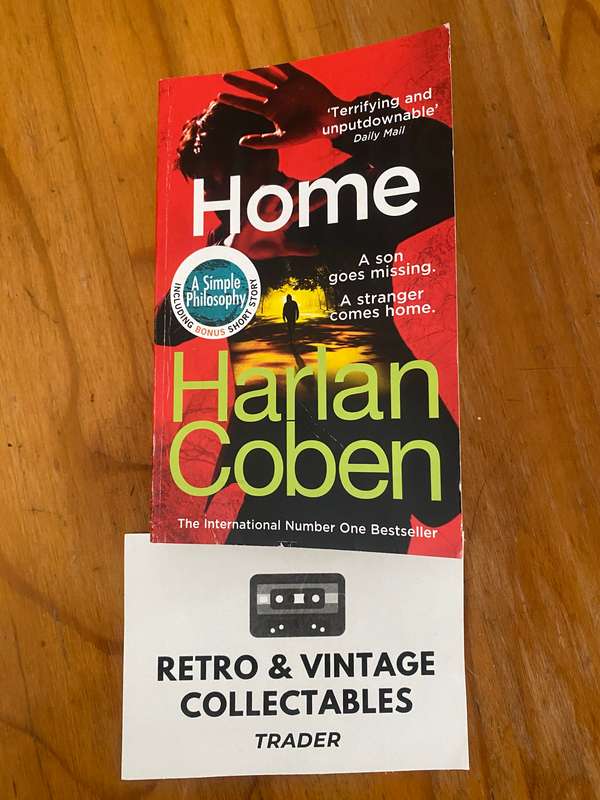 'Terrifying and
unputdownable'
Daily Mail
Home
A son
goes missing.
A stranger
comes home.
A Simple
Philosophy
INCLUDING BONUS SHORT STORY
Harlan
Coben
The International Number One Bestseller
RETRO & VINTAGE
COLLECTABLES
TRADER